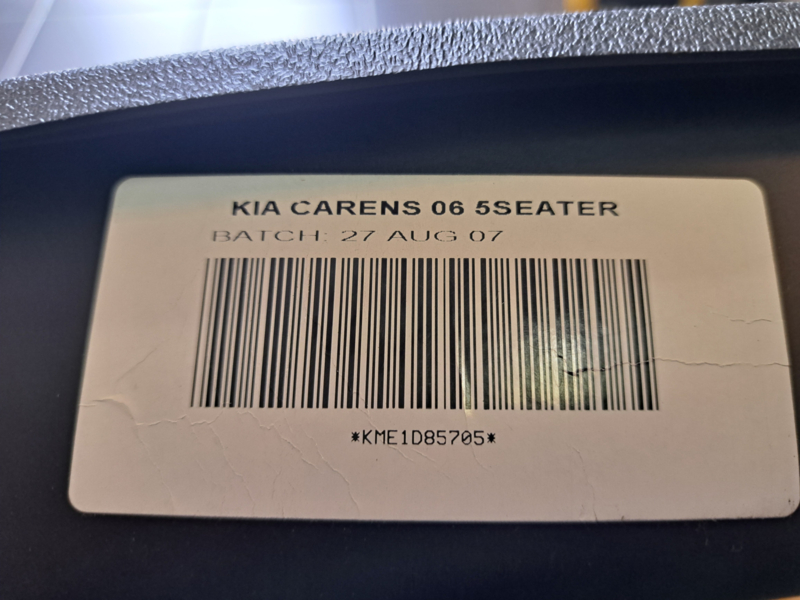 KIA CARENS 06 5SEATER
BATCH: 27 AUG 07
*KME1D85705*